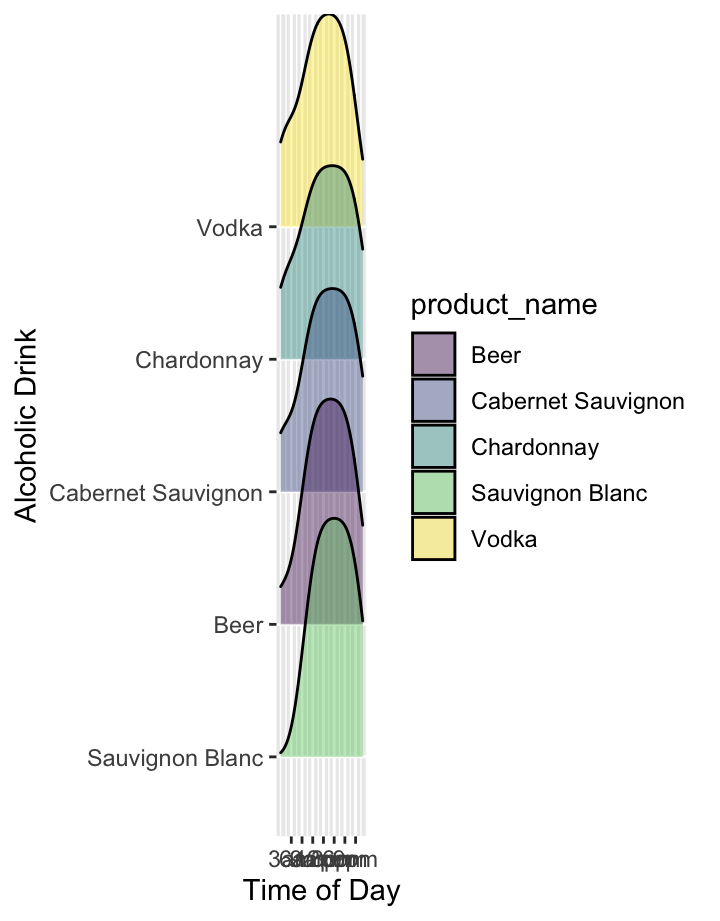 Vodka
Chardonnay
Cabernet Sauvignon
Beer
Sauvignon Blanc
Alcoholic Drink
Time of Day
product_name
Beer
Cabernet Sauvignon
Chardonnay
Sauvignon Blanc
Vodka